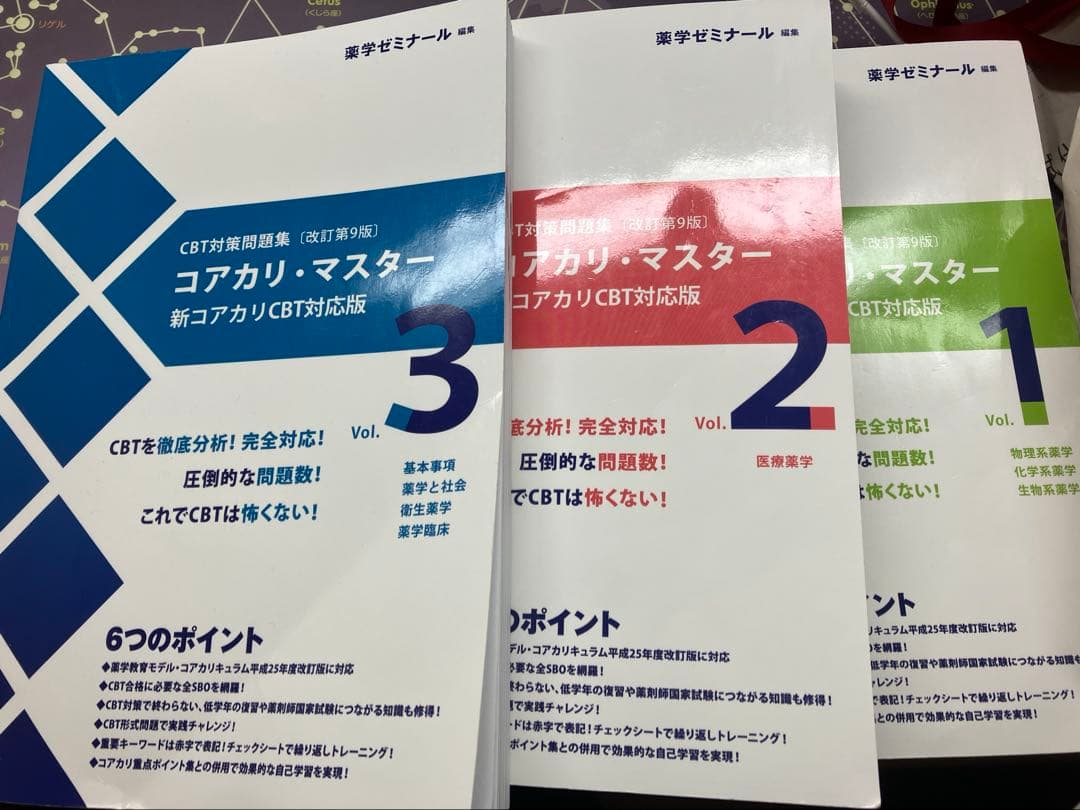 Cetus
(くじら座)
リゲル
薬学ゼミナール 編集
CBT対策問題集〔改訂第9版〕
コアカリ・マスター
新コアカリCBT対応版
Vol. 3
CBTを徹底分析! 完全対応!
圧倒的な問題数!
これでCBTは怖くない!
基本事項
薬学と社会
衛生薬学
薬学臨床
6つのポイント
◆薬学教育モデル・コアカリキュラム平成25年度改訂版に対応
◆CBT合格に必要な全SBOを網羅!
◆CBT対策で終わらない、低学年の復習や薬剤師国家試験につながる知識も修得!
◆CBT形式問題で実践チャレンジ!
◆重要キーワードは赤字で表記!チェックシートで繰り返しトレーニング!
◆コアカリ重点ポイント集との併用で効果的な自己学習を実現!
薬学ゼミナール 編集
T対策問題集〔改訂第9版〕
アカリ・マスター
コアカリCBT対応版
Vol. 2
底分析! 完全対応!
圧倒的な問題数!
でCBTは怖くない!
医療薬学
のポイント
デル・コアカリキュラム平成25年度改訂版に対応
必要な全SBOを網羅!
終わらない、低学年の復習や薬剤師国家試験につながる知識も修得!
題で実践チャレンジ!
ードは赤字で表記!チェックシートで繰り返しトレーニング!
ポイント集との併用で効果的な自己学習を実現!
薬学ゼミナール 編集
集〔改訂第9版〕
・マスター
CBT対応版
Vol. 1
完全対応!
な問題数!
は怖くない!
物理系薬学
化学系薬学
生物系薬学
ント
リキュラム平成25年度改訂版に対応
を網羅!
低学年の復習や薬剤師国家試験につながる知識も
ャレンジ!
で表記!チェックシートで繰り返しトレーニング!
との併用で効果的な自己学習を実現!